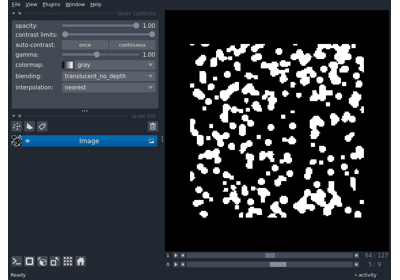 File View Plugins Window Help
layer controls
opacity: 1.00
contrast limits:
auto-contrast: once continuous
gamma: 1.00
colormap: gray
blending: translucent_no_depth
interpolation: nearest
layer list
Image
1 64 127
0 5 9
Ready activity